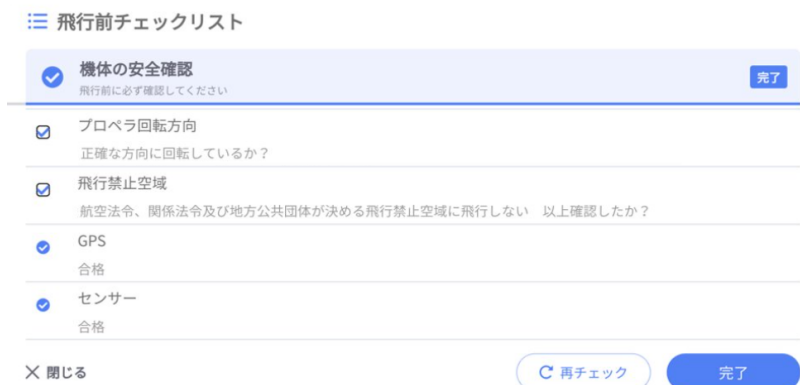 飛行前チェックリスト
機体の安全確認
飛行前に必ず確認してください
完了
プロペラ回転方向
正確な方向に回転しているか？
飛行禁止空域
航空法令、関係法令及び地方公共団体が決める飛行禁止空域に飛行しない　以上確認したか？
GPS
合格
センサー
合格
閉じる
再チェック
完了